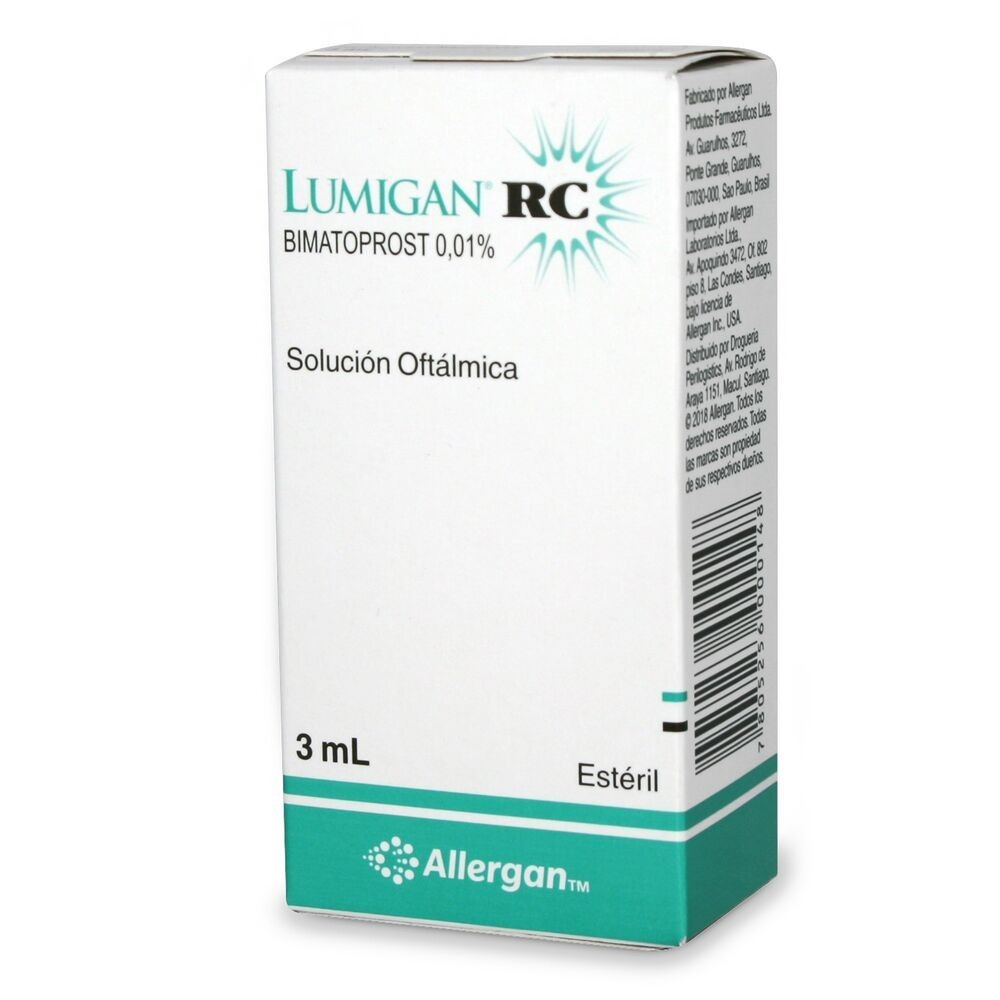 LUMIGAN® RC
BIMATOPROST 0,01%
Solución Oftálmica
3 mL
Estéril
Allergan™
Fabricado por Allergan
Produtos Farmacêuticos Ltda.
Av. Guarulhos, 3272,
Ponte Grande, Guarulhos,
07030-000, Sao Paulo, Brasil
Importado por Allergan
Laboratorios Ltda.,
Av. Apoquindo 3472, Of. 802
piso 8, Las Condes, Santiago,
bajo licencia de
Allergan Inc., USA.
Distribuido por Drogueria
Perilogistics, Av. Rodrigo de
Araya 1151, Macul, Santiago.
© 2018 Allergan. Todos los
derechos reservados. Todas
las marcas son propiedad
de sus respectivos dueños.
7805256000148